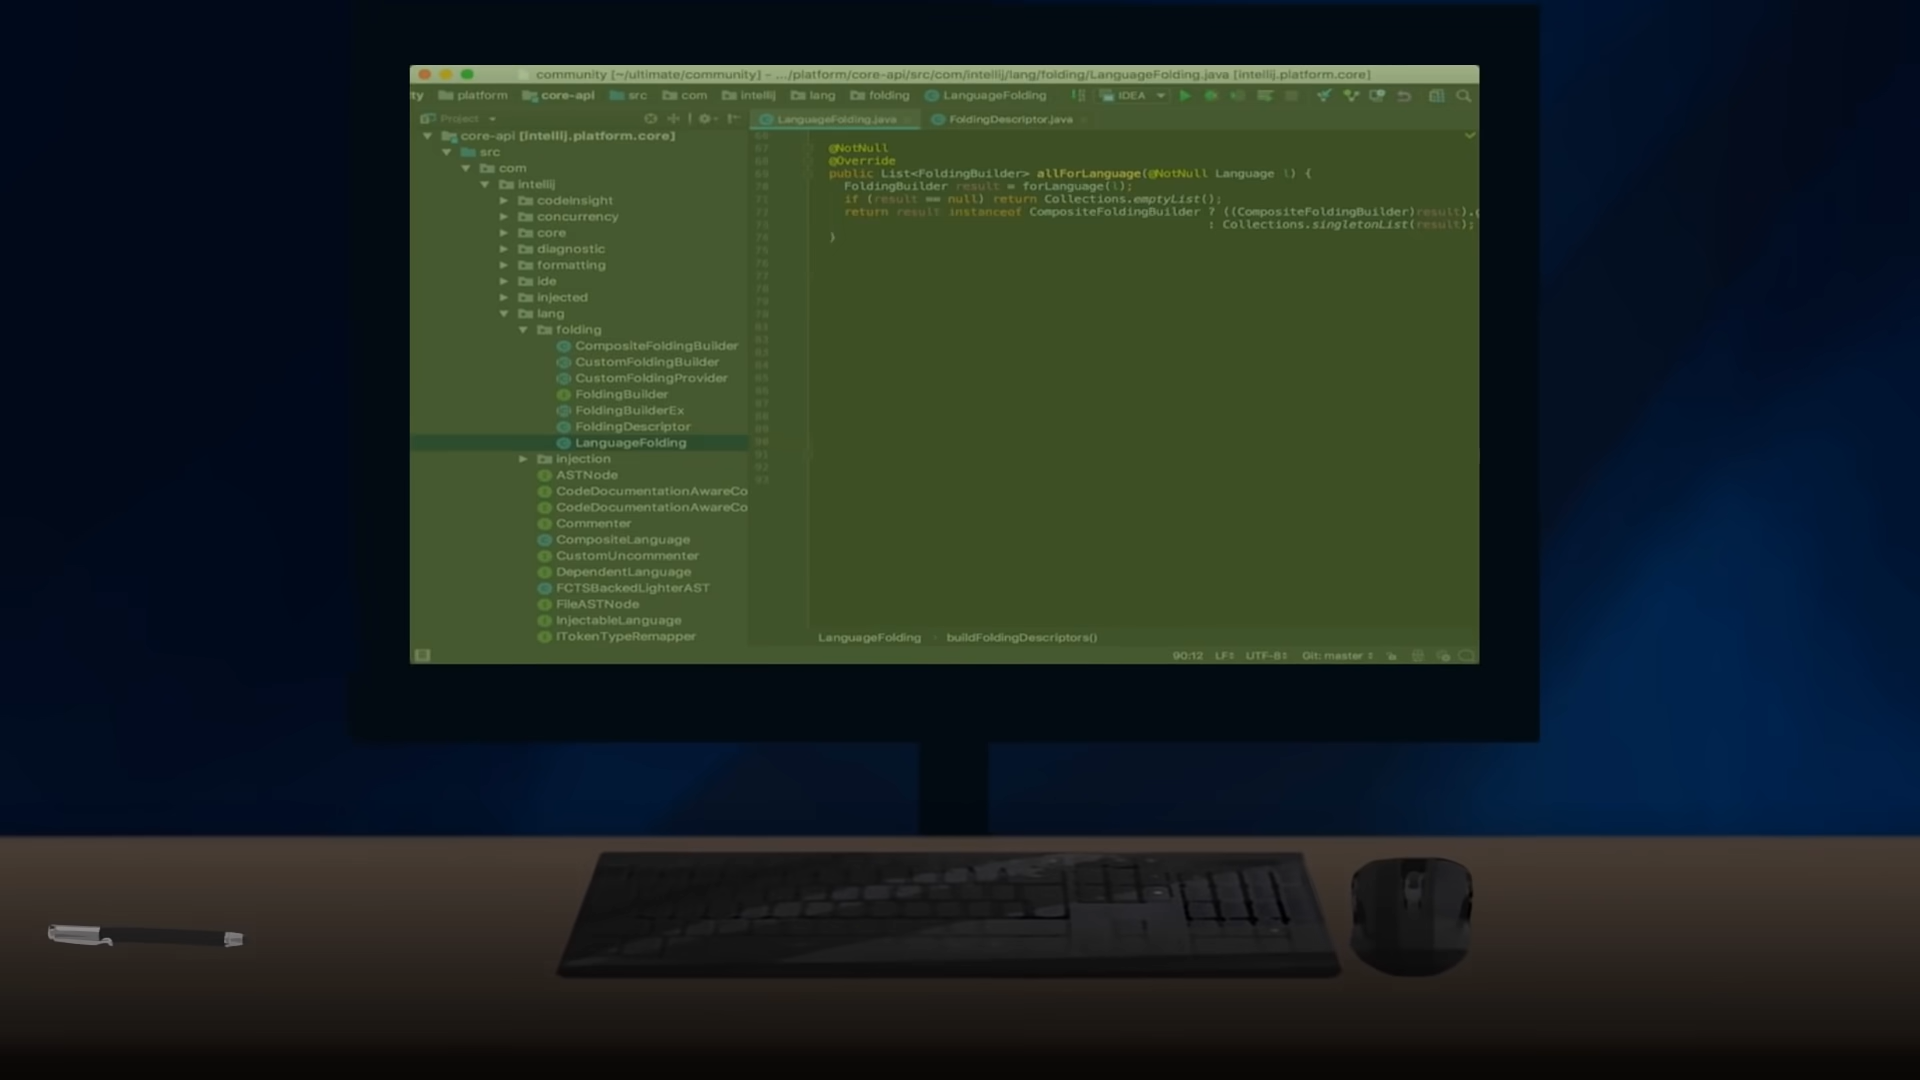 community [~/ultimate/community] – .../platform/core-api/src/com/intellij/lang/folding/LanguageFolding.java [intellij.platform.core]
ty platform core-api src com intellij lang folding LanguageFolding IDEA
Project LanguageFolding.java FoldingDescriptor.java
core-api [intellij.platform.core]
src
com
intellij
codeInsight
concurrency
core
diagnostic
formatting
ide
injected
lang
folding
CompositeFoldingBuilder
CustomFoldingBuilder
CustomFoldingProvider
FoldingBuilder
FoldingBuilderEx
FoldingDescriptor
LanguageFolding
injection
ASTNode
CodeDocumentationAwareCo
CodeDocumentationAwareCo
Commenter
CompositeLanguage
CustomUncommenter
DependentLanguage
FCTSBackedLighterAST
FileASTNode
InjectableLanguage
ITokenTypeRemapper
@NotNull
@Override
public List<FoldingBuilder> allForLanguage(@NotNull Language l) {
FoldingBuilder result = forLanguage(l);
if (result == null) return Collections.emptyList();
return result instanceof CompositeFoldingBuilder ? ((CompositeFoldingBuilder)result).
: Collections.singletonList(result);
}
LanguageFolding buildFoldingDescriptors()
90:12 LF UTF-8 Git: master